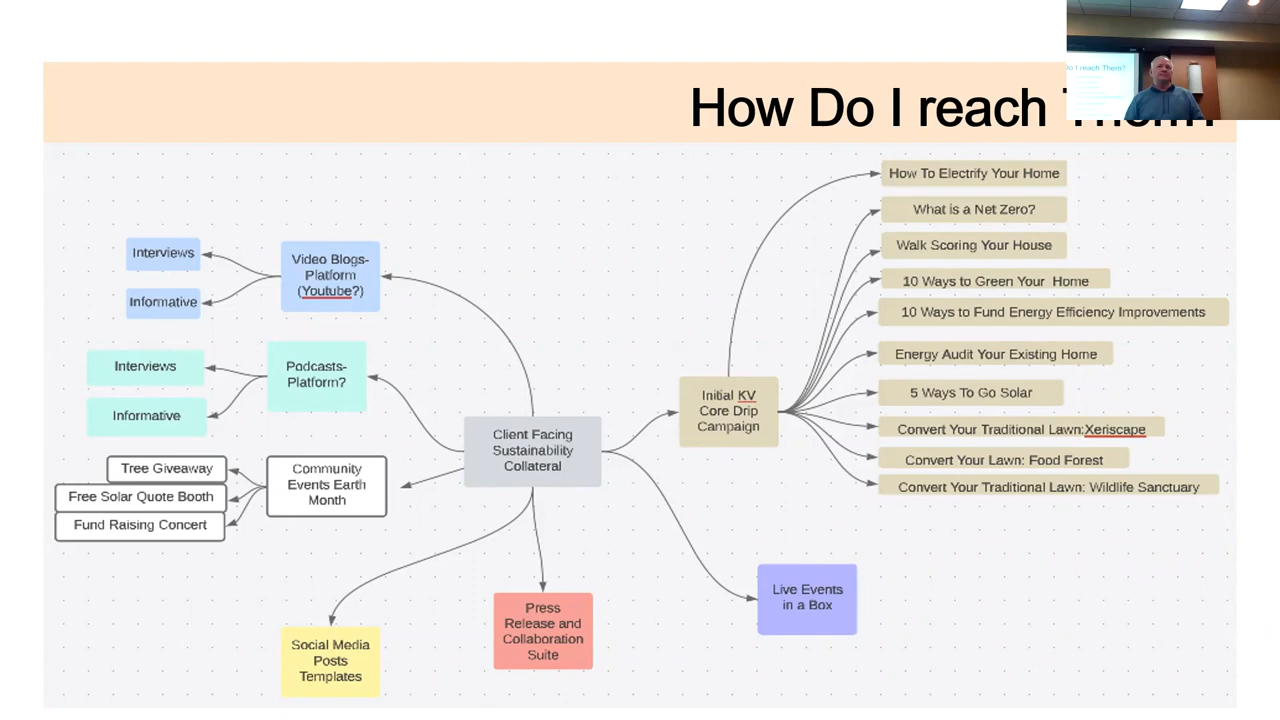 How Do I reach
Do I reach Them?
How To Electrify Your Home
What is a Net Zero?
Walk Scoring Your House
10 Ways to Green Your Home
10 Ways to Fund Energy Efficiency Improvements
Energy Audit Your Existing Home
5 Ways To Go Solar
Convert Your Traditional Lawn:Xeriscape
Convert Your Lawn: Food Forest
Convert Your Traditional Lawn: Wildlife Sanctuary
Initial KV
Core Drip
Campaign
Client Facing
Sustainability
Collateral
Video Blogs-
Platform
(Youtube?)
Interviews
Informative
Podcasts-
Platform?
Interviews
Informative
Community
Events Earth
Month
Tree Giveaway
Free Solar Quote Booth
Fund Raising Concert
Social Media
Posts
Templates
Press
Release and
Collaboration
Suite
Live Events
in a Box